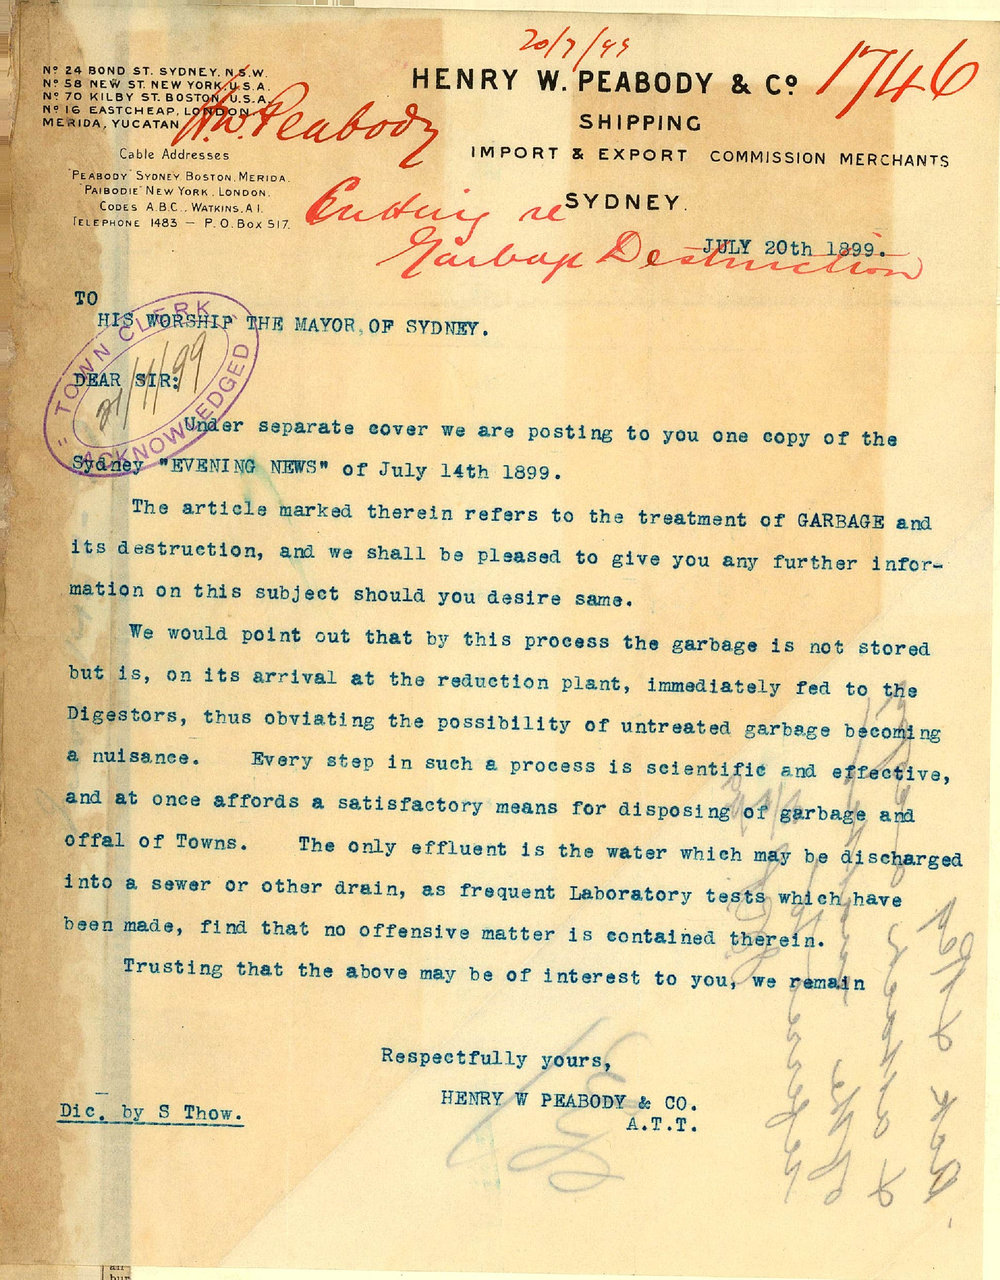 20/7/99
1746
Nº 24 BOND ST. SYDNEY, N.S.W.
Nº 58 NEW ST. NEW YORK, U.S.A.
Nº 70 KILBY ST. BOSTON, U.S.A.
Nº 16 EASTCHEAP, LONDON
MERIDA, YUCATAN
H.W. Peabody
Cable Addresses
"PEABODY" SYDNEY BOSTON, MERIDA.
"PAIBODIE" NEW YORK, LONDON.
CODES A.B.C., WATKINS, A.I.
TELEPHONE 1483 — P.O. BOX 517.
HENRY W. PEABODY & Cº
SHIPPING
IMPORT & EXPORT COMMISSION MERCHANTS
SYDNEY.
Cutting re
Garbage Destruction
JULY 20th 1899.
TO
HIS WORSHIP THE MAYOR, OF SYDNEY.
TOWN CLERK
21/7/99
ACKNOWLEDGED
DEAR SIR:
Under separate cover we are posting to you one copy of the
Sydney "EVENING NEWS" of July 14th 1899.
The article marked therein refers to the treatment of GARBAGE and
its destruction, and we shall be pleased to give you any further infor-
mation on this subject should you desire same.
We would point out that by this process the garbage is not stored
but is, on its arrival at the reduction plant, immediately fed to the
Digestors, thus obviating the possibility of untreated garbage becoming
a nuisance. Every step in such a process is scientific and effective,
and at once affords a satisfactory means for disposing of garbage and
offal of Towns. The only effluent is the water which may be discharged
into a sewer or other drain, as frequent Laboratory tests which have
been made, find that no offensive matter is contained therein.
Trusting that the above may be of interest to you, we remain
Respectfully yours,
HENRY W PEABODY & CO.
A.T.T.
Dic. by S Thow.